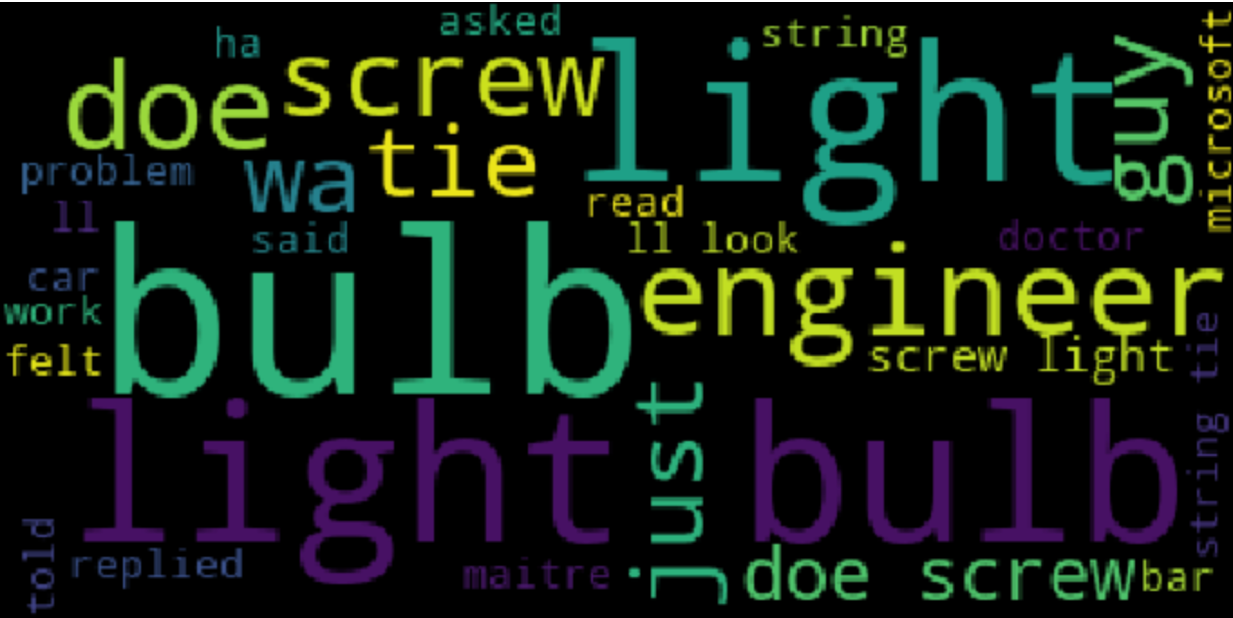 asked
ha
string
microsoft
doe
screw
light
guy
problem
wa
tie
read
ll
said
ll look
doctor
car
bulb
engineer
work
felt
screw light
string tie
light bulb
just
told
replied
maitre
doe screw
bar